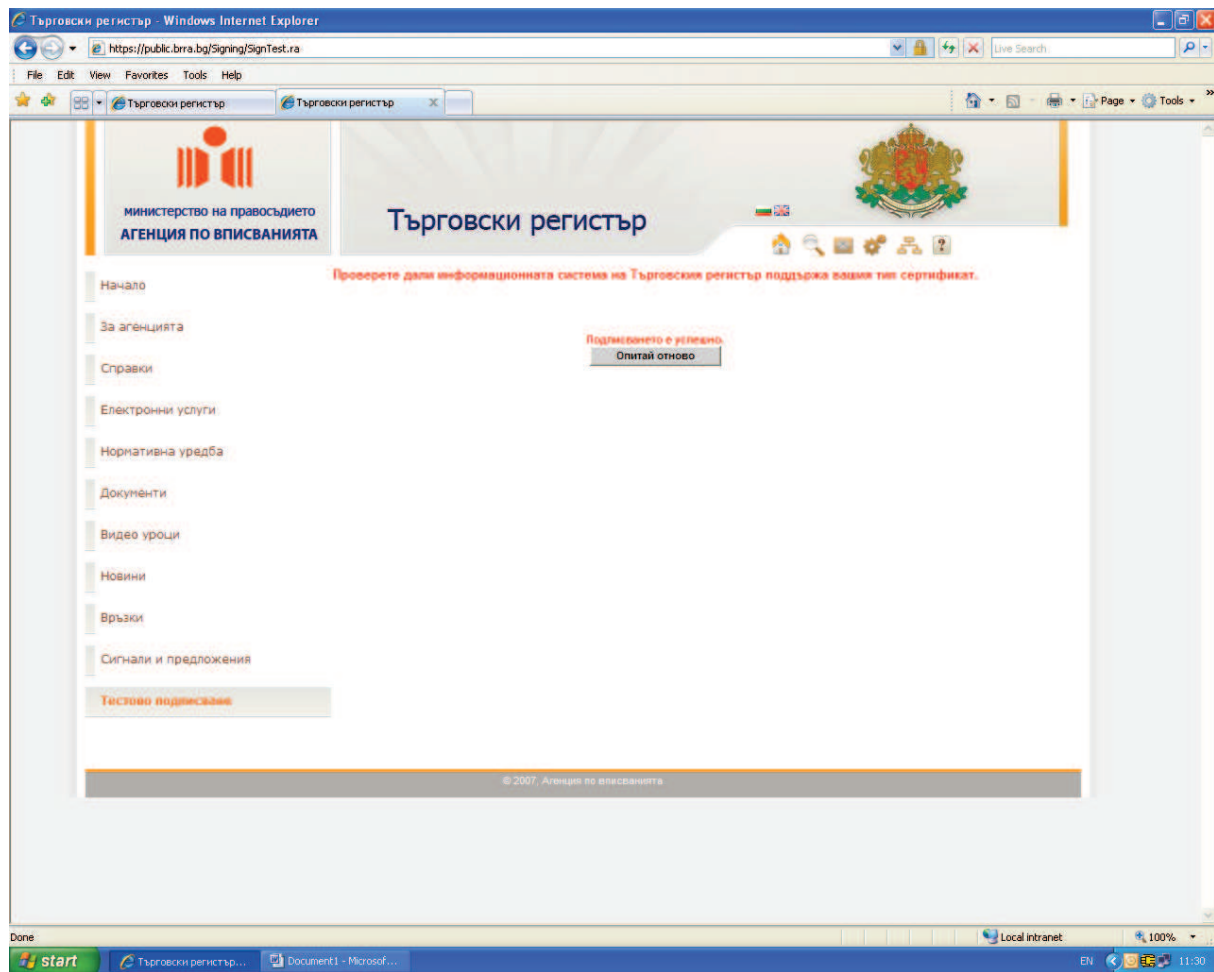 Търговски регистър - Windows Internet Explorer
https://public.brra.bg/Signing/SignTest.ra
Live Search
File Edit View Favorites Tools Help
Търговски регистър
Търговски регистър
Page
Tools
министерство на правосъдието
АГЕНЦИЯ ПО ВПИСВАНИЯТА
Търговски регистър
Проверете дали информационната система на Търговския регистър поддържа вашия тип сертификат.
Начало
За агенцията
Подписването е успешно.
Опитай отново
Справки
Електронни услуги
Нормативна уредба
Документи
Видео уроци
Новини
Връзки
Сигнали и предложения
Тестово подписване
© 2007, Агенция по вписванията
Done
Local intranet
100%
start
Търговски регистър...
Document1 - Microsof...
EN
11:30